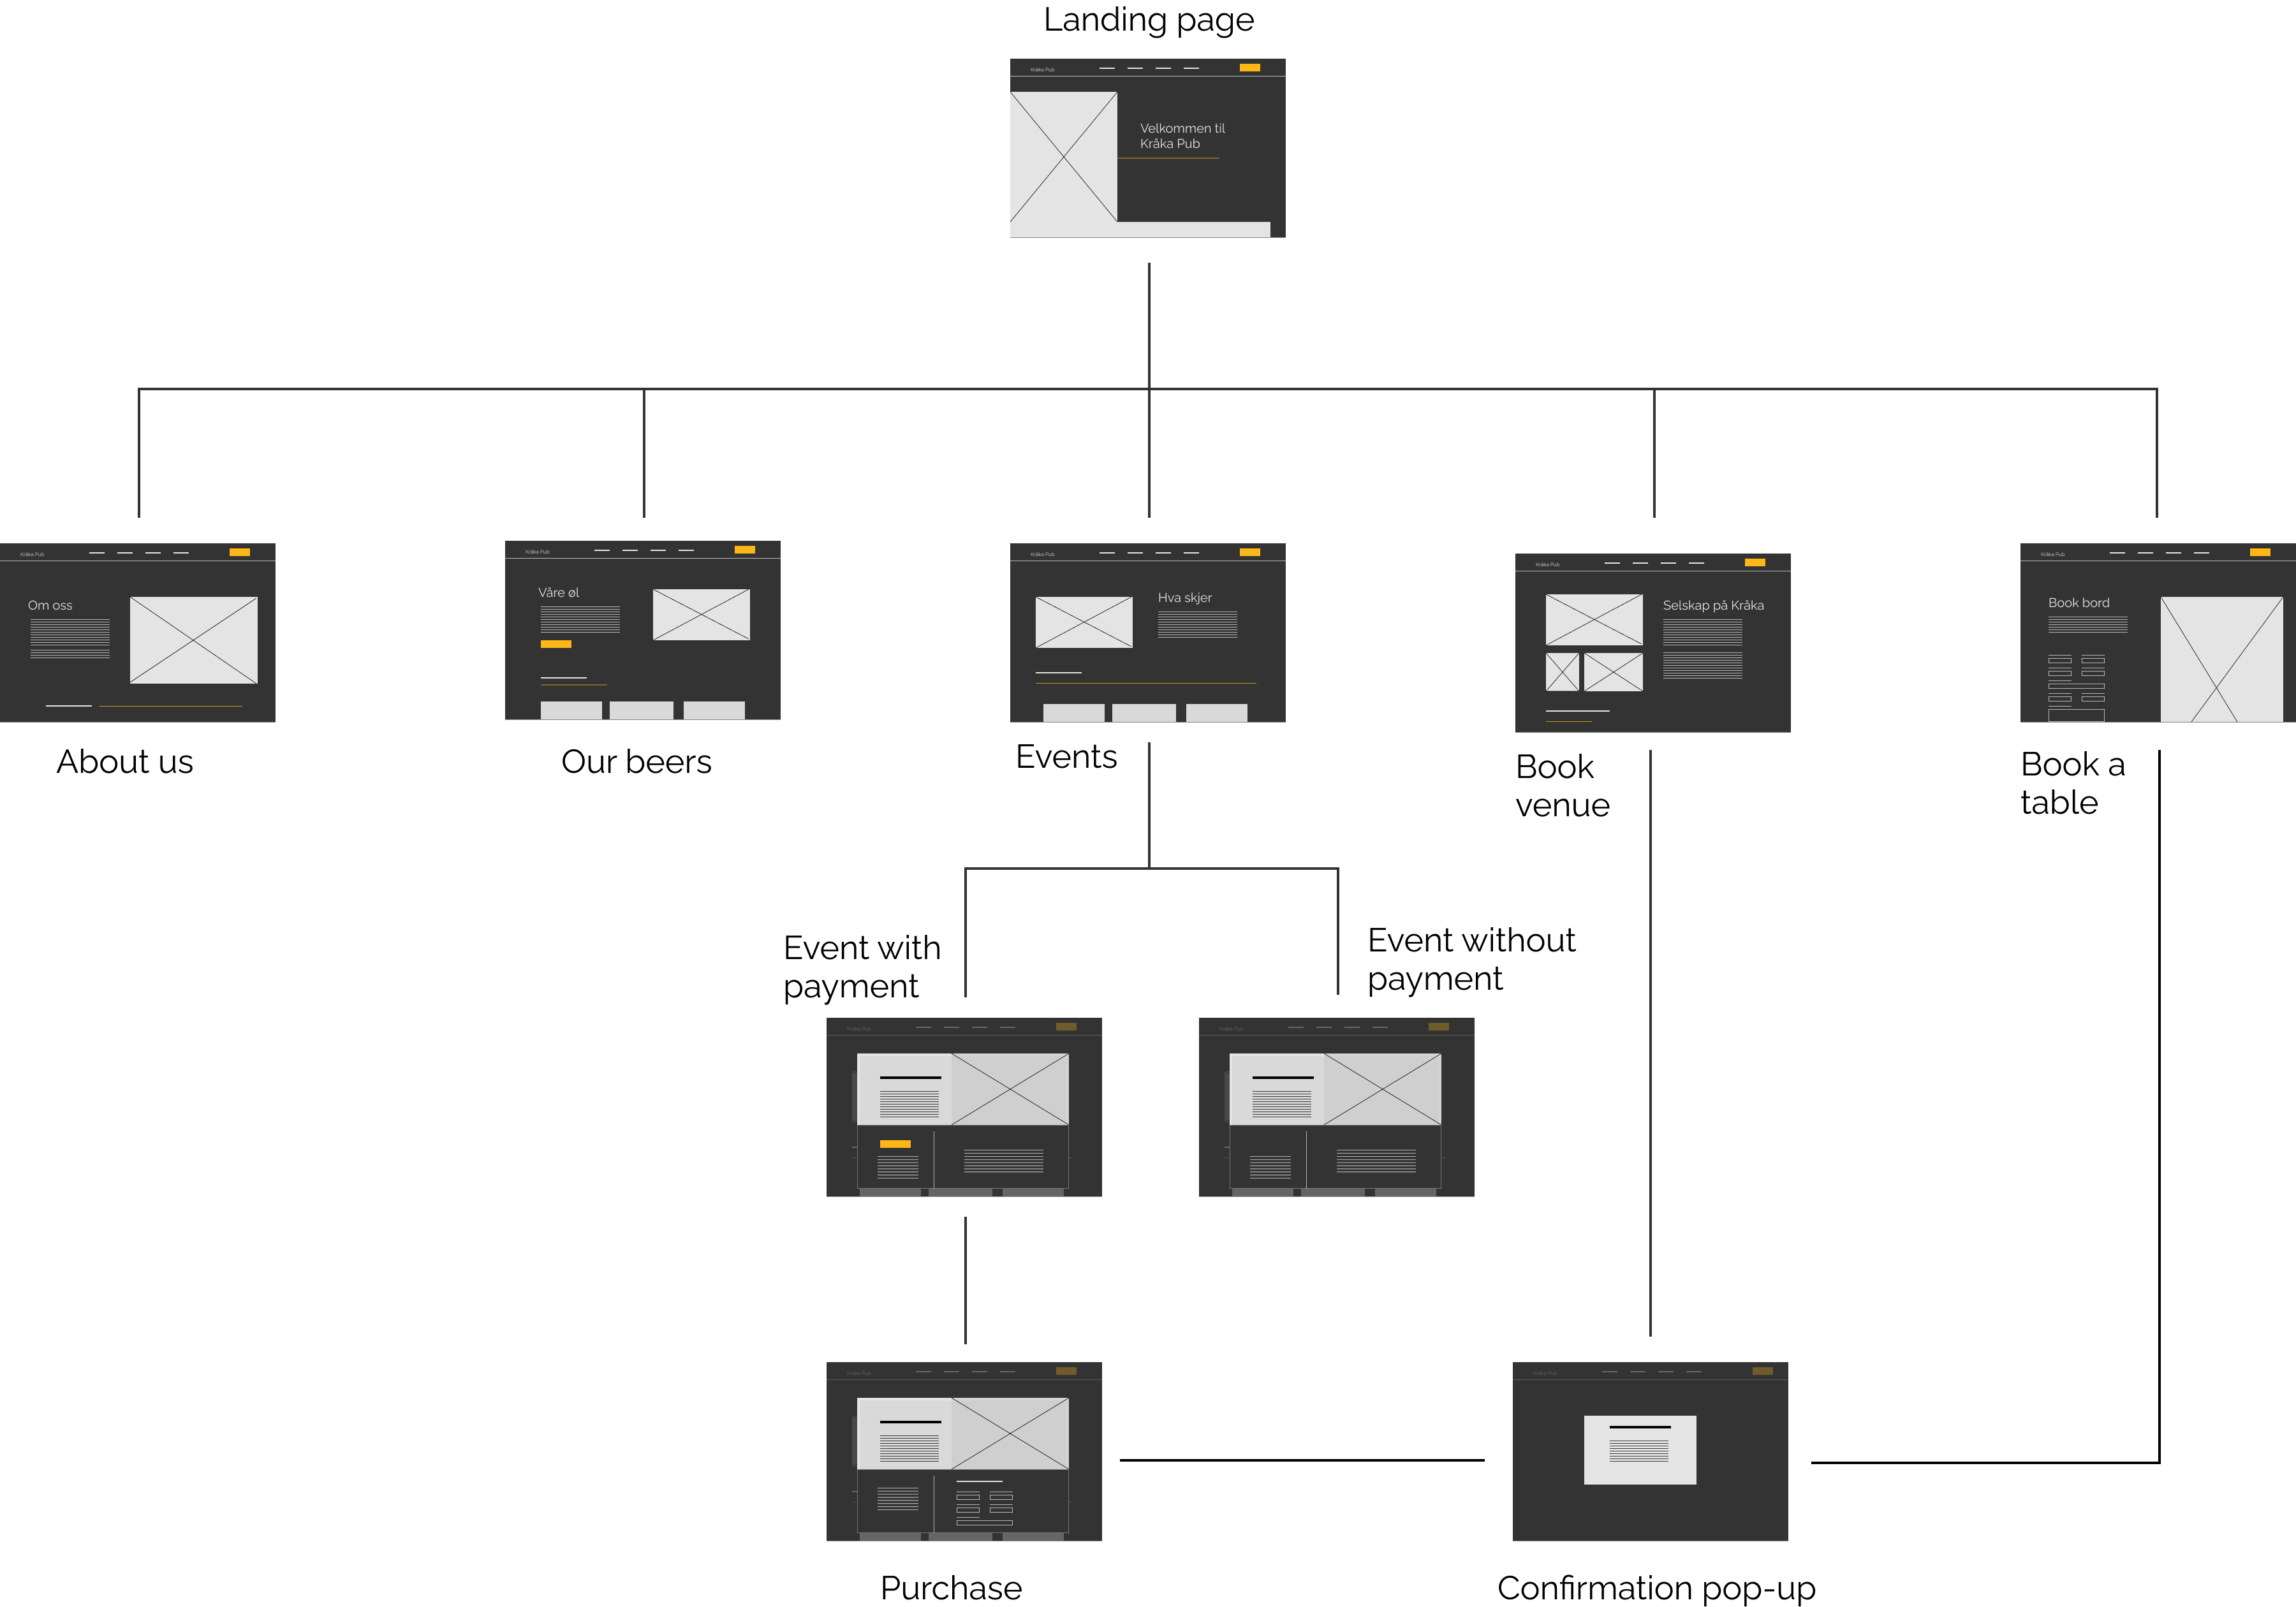 Landing page
Kråka Pub
Velkommen til
Kråka Pub
Kråka Pub
Om oss
About us
Kråka Pub
Våre øl
Our beers
Kråka Pub
Hva skjer
Events
Kråka Pub
Selskap på Kråka
Book
venue
Kråka Pub
Book bord
Book a
table
Event with
payment
Kråka Pub
Event without
payment
Kråka Pub
Kråka Pub
Purchase
Kråka Pub
Confirmation pop-up